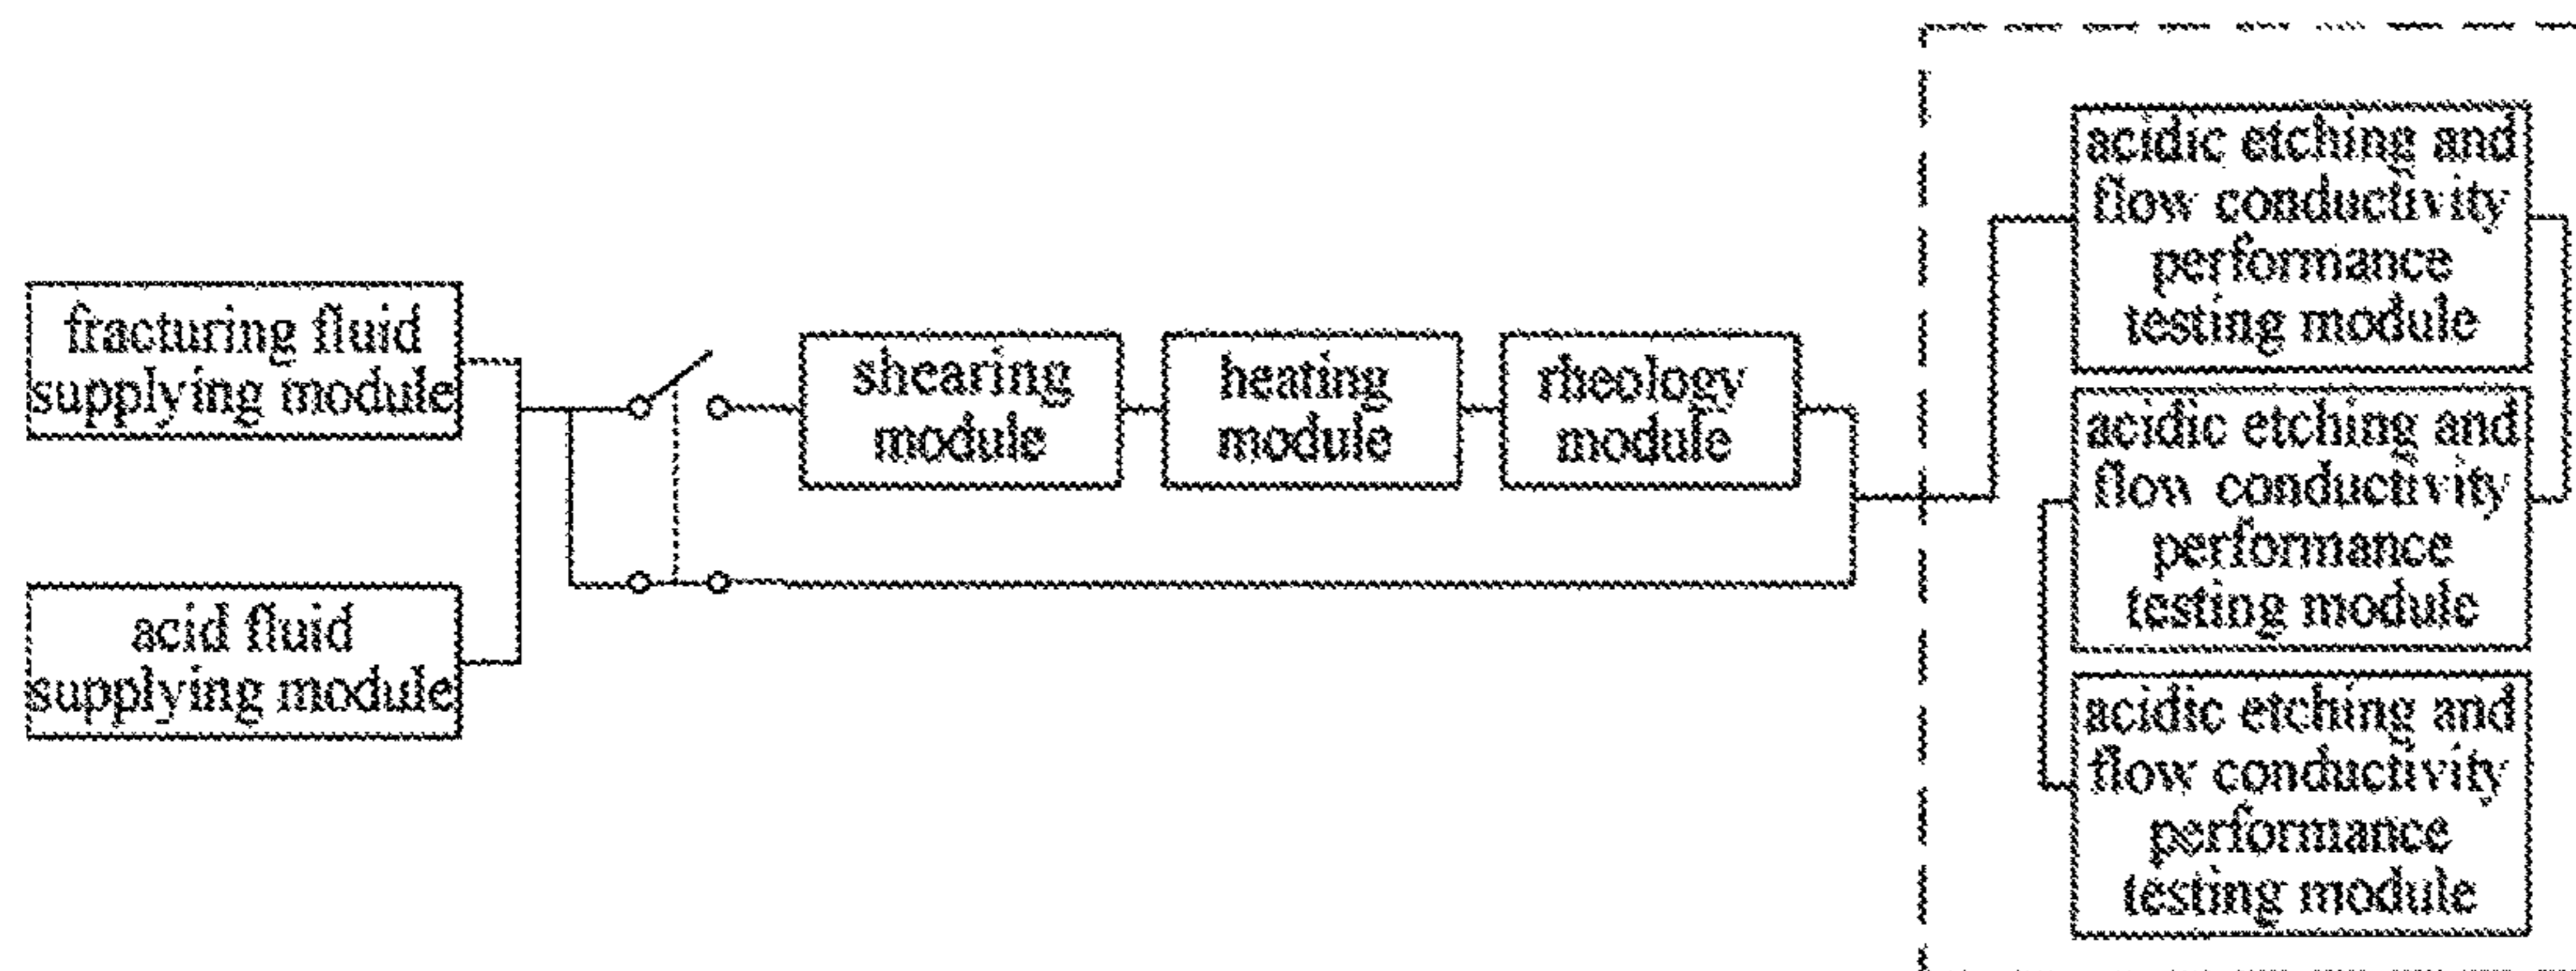 fracturing fluid
supplying module
acid fluid
supplying module
shearing
module
heating
module
rheology
module
acidic etching and
flow conductivity
performance
testing module
acidic etching and
flow conductivity
performance
testing module
acidic etching and
flow conductivity
performance
testing module